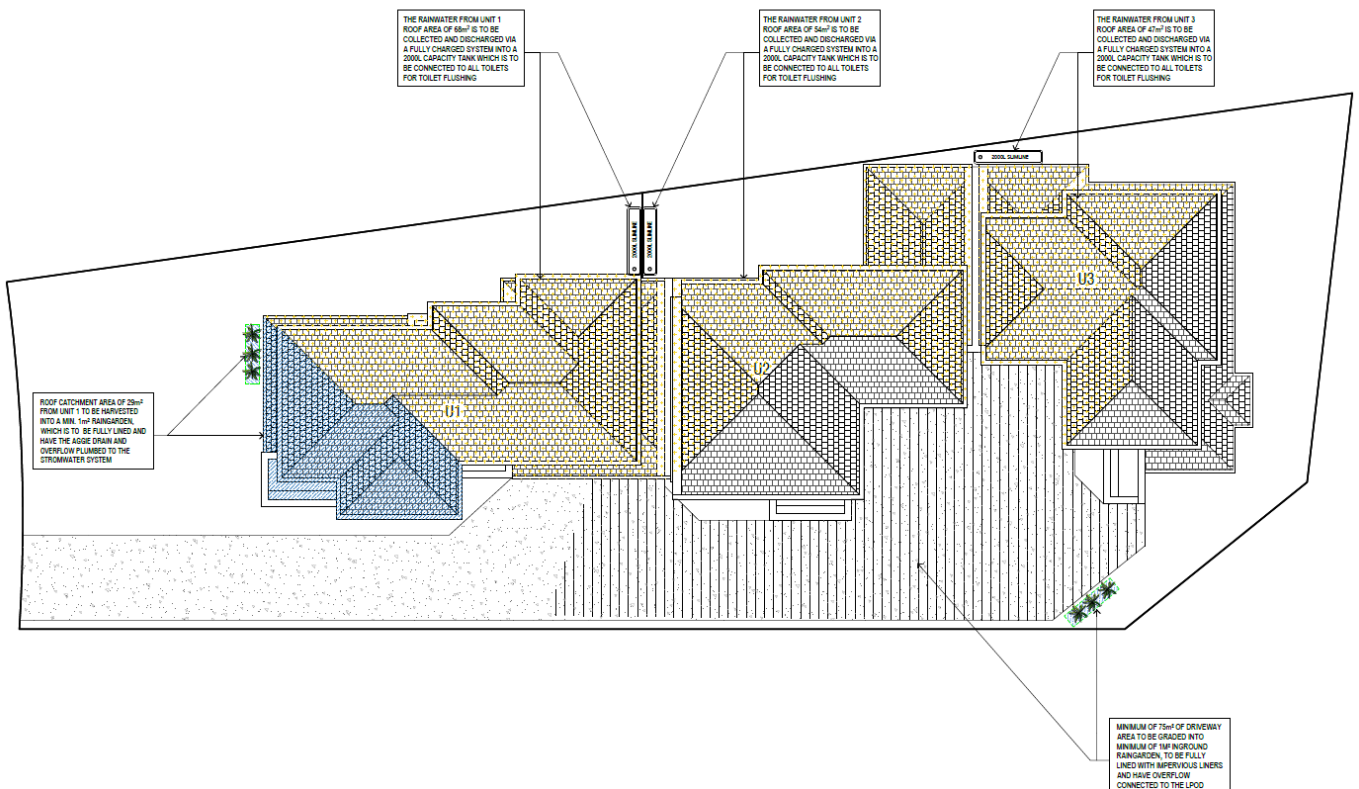 THE RAINWATER FROM UNIT 1
ROOF AREA OF 68m² IS TO BE
COLLECTED AND DISCHARGED VIA
A FULLY CHARGED SYSTEM INTO A
2000L CAPACITY TANK WHICH IS TO
BE CONNECTED TO ALL TOILETS
FOR TOILET FLUSHING
THE RAINWATER FROM UNIT 2
ROOF AREA OF 54m² IS TO BE
COLLECTED AND DISCHARGED VIA
A FULLY CHARGED SYSTEM INTO A
2000L CAPACITY TANK WHICH IS TO
BE CONNECTED TO ALL TOILETS
FOR TOILET FLUSHING
THE RAINWATER FROM UNIT 3
ROOF AREA OF 47m² IS TO BE
COLLECTED AND DISCHARGED VIA
A FULLY CHARGED SYSTEM INTO A
2000L CAPACITY TANK WHICH IS TO
BE CONNECTED TO ALL TOILETS
FOR TOILET FLUSHING
2000L SLIMLINE
2000L SLIMLINE
2000L SLIMLINE
U3
U2
U1
ROOF CATCHMENT AREA OF 29m²
FROM UNIT 1 TO BE HARVESTED
INTO A MIN. 1m² RAINGARDEN,
WHICH IS TO BE FULLY LINED AND
HAVE THE AGGIE DRAIN AND
OVERFLOW PLUMBED TO THE
STROMWATER SYSTEM
MINIMUM OF 75m² OF DRIVEWAY
AREA TO BE GRADED INTO
MINIMUM OF 1M² INGROUND
RAINGARDEN, TO BE FULLY
LINED WITH IMPERVIOUS LINERS
AND HAVE OVERFLOW
CONNECTED TO THE LPOD